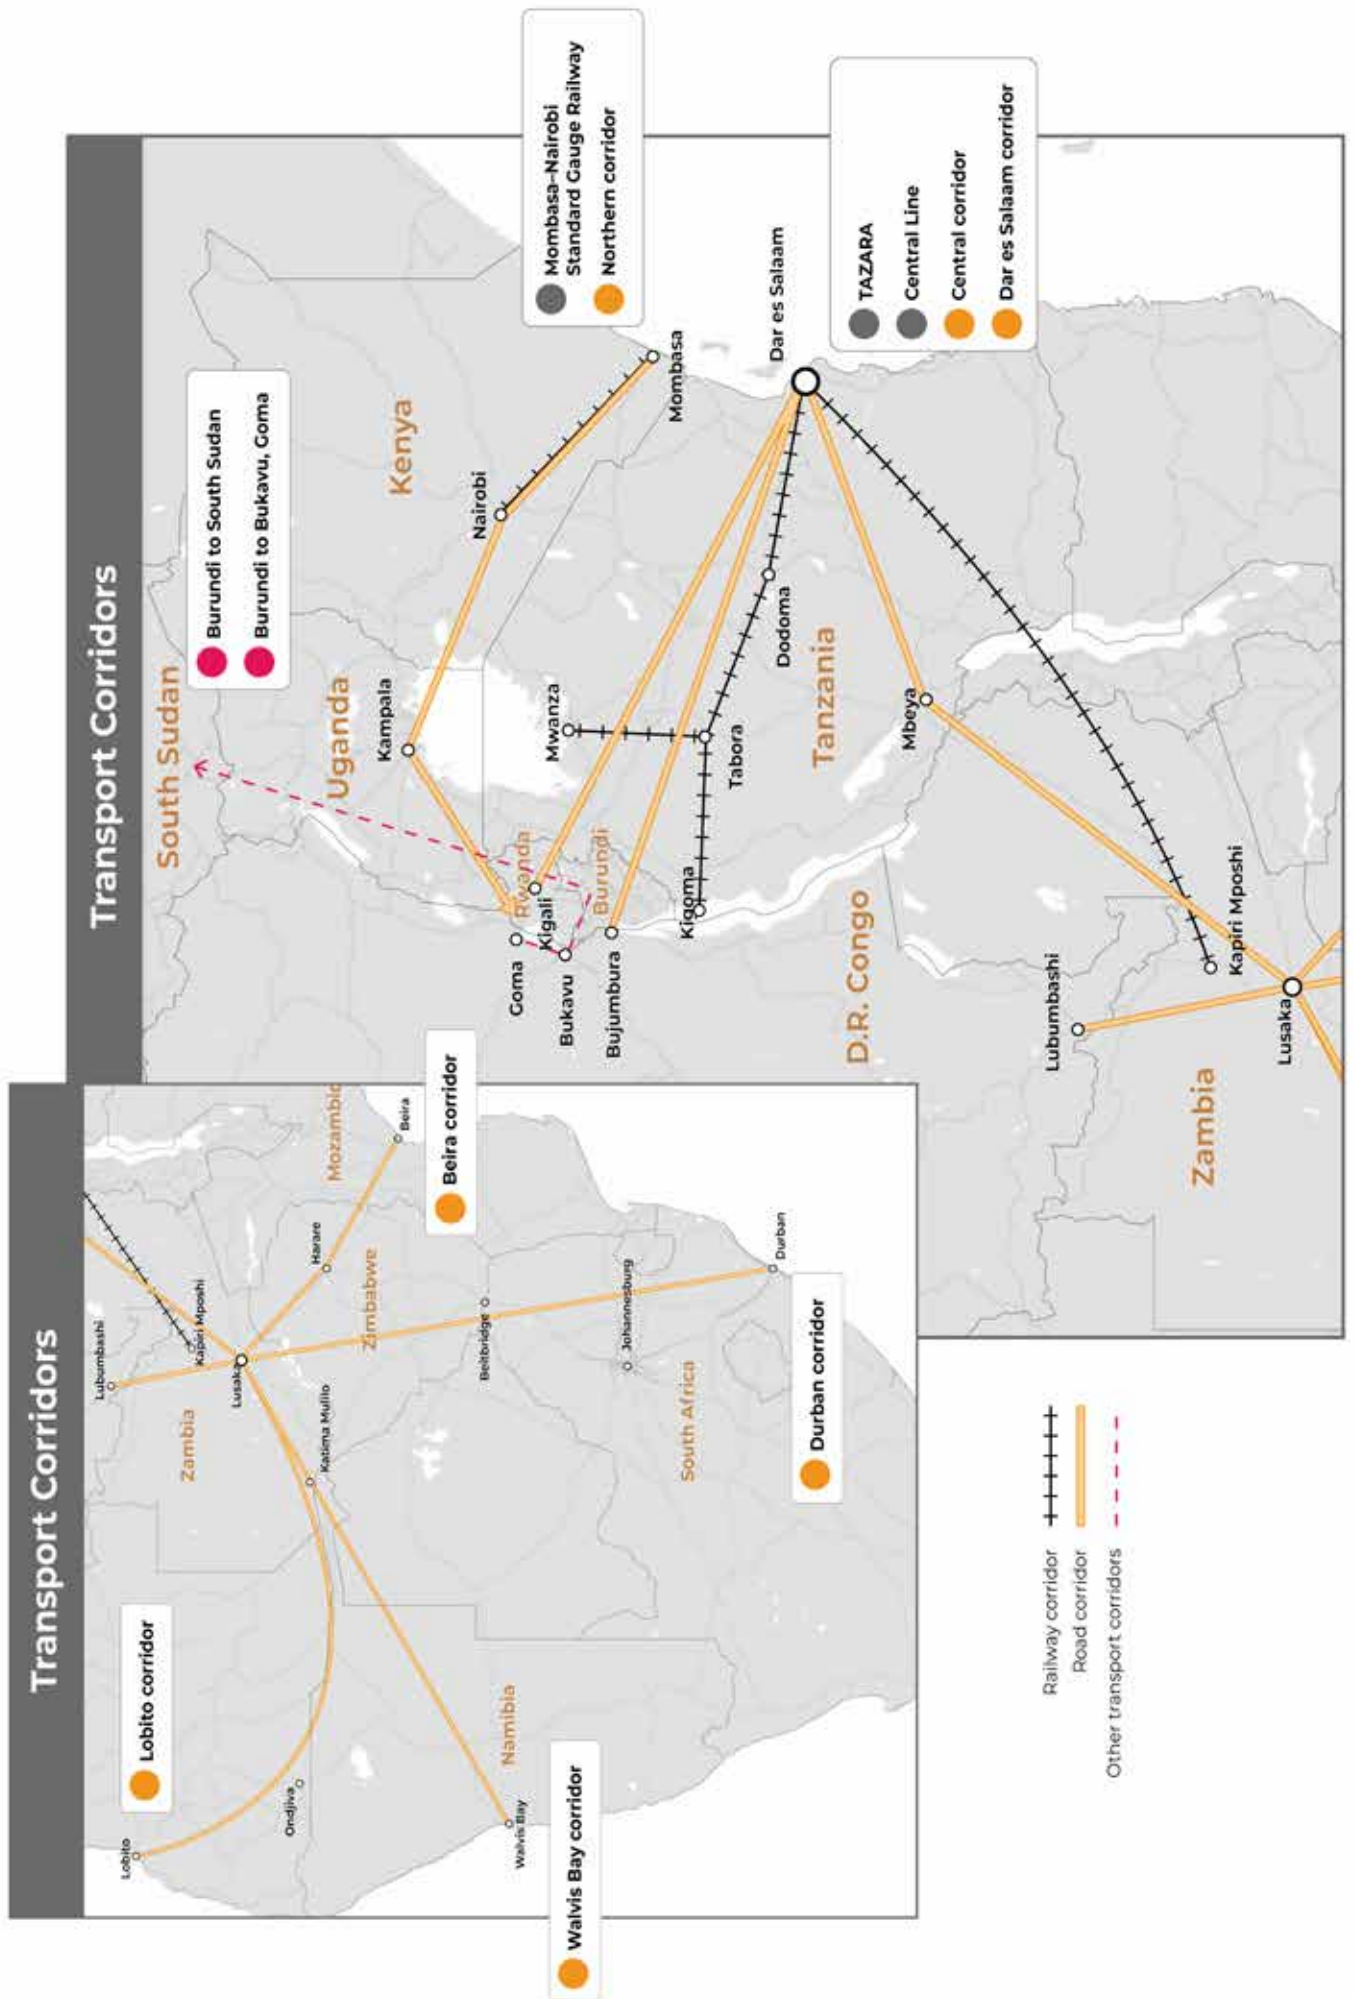 Transport Corridors
Lobito corridor
Lobito
Ondjiva
Walvis Bay
Walvis Bay corridor
Namibia
Zambia
Lubumbashi
Kapiri Mposhi
Lusaka
Katima Mulilo
Harare
Zimbabwe
Mozambic
Beira
Beira corridor
Beitbridge
Johannesburg
South Africa
Durban
Durban corridor
Transport Corridors
South Sudan
Burundi to South Sudan
Burundi to Bukavu, Goma
Uganda
Kampala
Kenya
Nairobi
Mombasa
Mombasa–Nairobi
Standard Gauge Railway
Northern corridor
Mwanza
Rwanda
Goma
Kigali
Bukavu
Burundi
Bujumbura
Kigoma
Tabora
Dodoma
Dar es Salaam
Tanzania
TAZARA
Central Line
Central corridor
Dar es Salaam corridor
Mbeya
D.R. Congo
Lubumbashi
Kapiri Mposhi
Zambia
Lusaka
Railway corridor
Road corridor
Other transport corridors